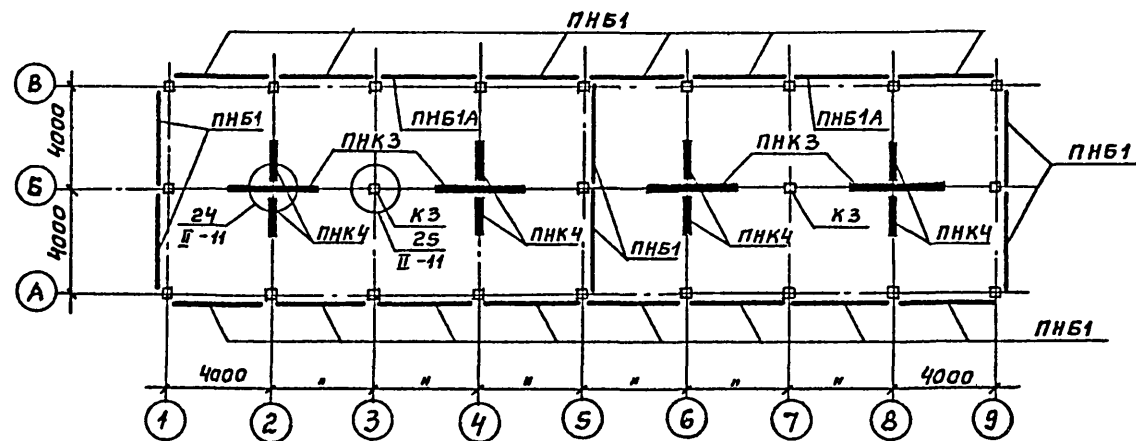 ПНБ1
В
ПНБ1 ПНБ1А ПНБ1А
4000 ПНК3 ПНК3 ПНБ1
Б
24 К3 К3
II-11 ПНК4 25 ПНК4 ПНБ1 ПНК4 ПНК4
II-11
4000
А
ПНБ1
4000 " " " " " " 4000
1 2 3 4 5 6 7 8 9